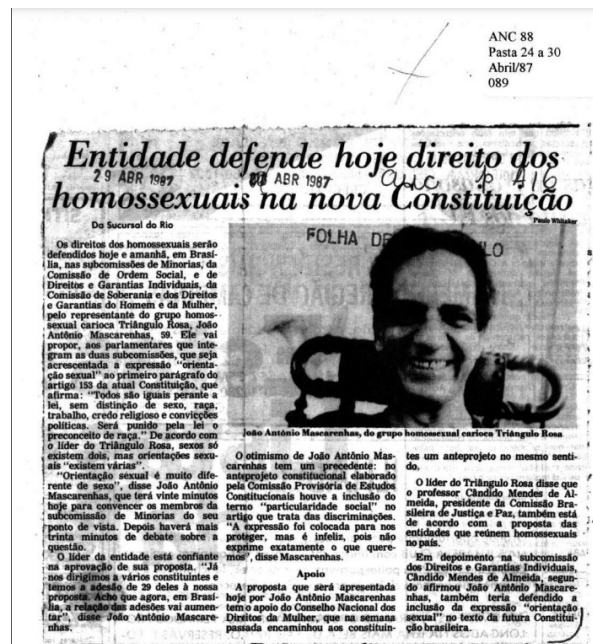 ANC 88
Pasta 24 a 30
Abril/87
089
Entidade defende hoje direito dos
29 ABR 1987
ABR 1987
anc p A16
homossexuais na nova Constituição
Da Sucursal do Rio
Paulo Whitaker
FOLHA DE
LO
Os direitos dos homossexuais serão
defendidos hoje e amanhã, em Brasí-
lia, nas subcomissões de Minorias, da
Comissão de Ordem Social, e de
Direitos e Garantias Individuais, da
Comissão de Soberania e dos Direitos
e Garantias do Homem e da Mulher,
pelo representante do grupo homos-
sexual carioca Triângulo Rosa, João
Antônio Mascarenhas, 59. Ele vai
propor, aos parlamentares que inte-
gram as duas subcomissões, que seja
acrescentada a expressão "orienta-
ção sexual" ao primeiro parágrafo do
artigo 153 da atual Constituição, que
afirma: "Todos são iguais perante a
lei, sem distinção de sexo, raça,
trabalho, credo religioso e convicções
políticas. Será punido pela lei o
preconceito de raça." De acordo com
o líder do Triângulo Rosa, sexos só
existem dois, mas orientações sexu-
ais "existem várias".
"Orientação sexual é muito dife-
rente de sexo", disse João Antônio
Mascarenhas, que terá vinte minutos
hoje para convencer os membros da
subcomissão de Minorias do seu
ponto de vista. Depois haverá mais
trinta minutos de debate sobre a
questão.
O líder da entidade está confiante
na aprovação de sua proposta. "Já
nos dirigimos a vários constituintes e
temos a adesão de 29 deles à nossa
proposta. Acho que agora, em Brasí-
lia, a relação das adesões vai aumen-
tar", disse João Antônio Mascare-
nhas.
João Antônio Mascarenhas, do grupo homossexual carioca Triângulo Rosa
O otimismo de João Antônio Mas-
carenhas tem um precedente: no
anteprojeto constitucional elaborado
pela Comissão Provisória de Estudos
Constitucionais houve a inclusão do
termo "particularidade social" no
artigo que trata das discriminações.
"A expressão foi colocada para nos
proteger, mas é infeliz, pois não
exprime exatamente o que quere-
mos", disse Mascarenhas.
Apoio
A proposta que será apresentada
hoje por João Antônio Mascarenhas
tem o apoio do Conselho Nacional dos
Direitos da Mulher, que na semana
passada encaminhou aos constituin-
tes um anteprojeto no mesmo senti-
do.
O líder do Triângulo Rosa disse que
o professor Cândido Mendes de Al-
meida, presidente da Comissão Bra-
sileira de Justiça e Paz, também está
de acordo com a proposta das
entidades que reúnem homossexuais
no país.
Em depoimento na subcomissão
dos Direitos e Garantias Individuais,
Cândido Mendes de Almeida, segun-
do afirmou João Antônio Mascare-
nhas, também teria defendido a
inclusão da expressão "orientação
sexual" no texto da futura Constitui-
ção brasileira.